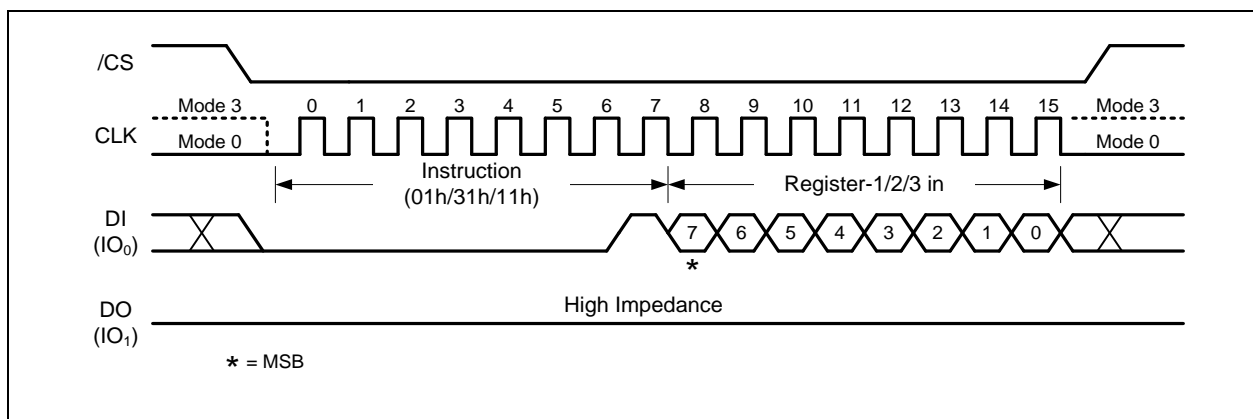 /CS
Mode 3 0 1 2 3 4 5 6 7 8 9 10 11 12 13 14 15 Mode 3
CLK Mode 0 Mode 0
Instruction
(01h/31h/11h)
Register-1/2/3 in
DI
(IO₀)
7 6 5 4 3 2 1 0
*
High Impedance
DO
(IO₁)
* = MSB